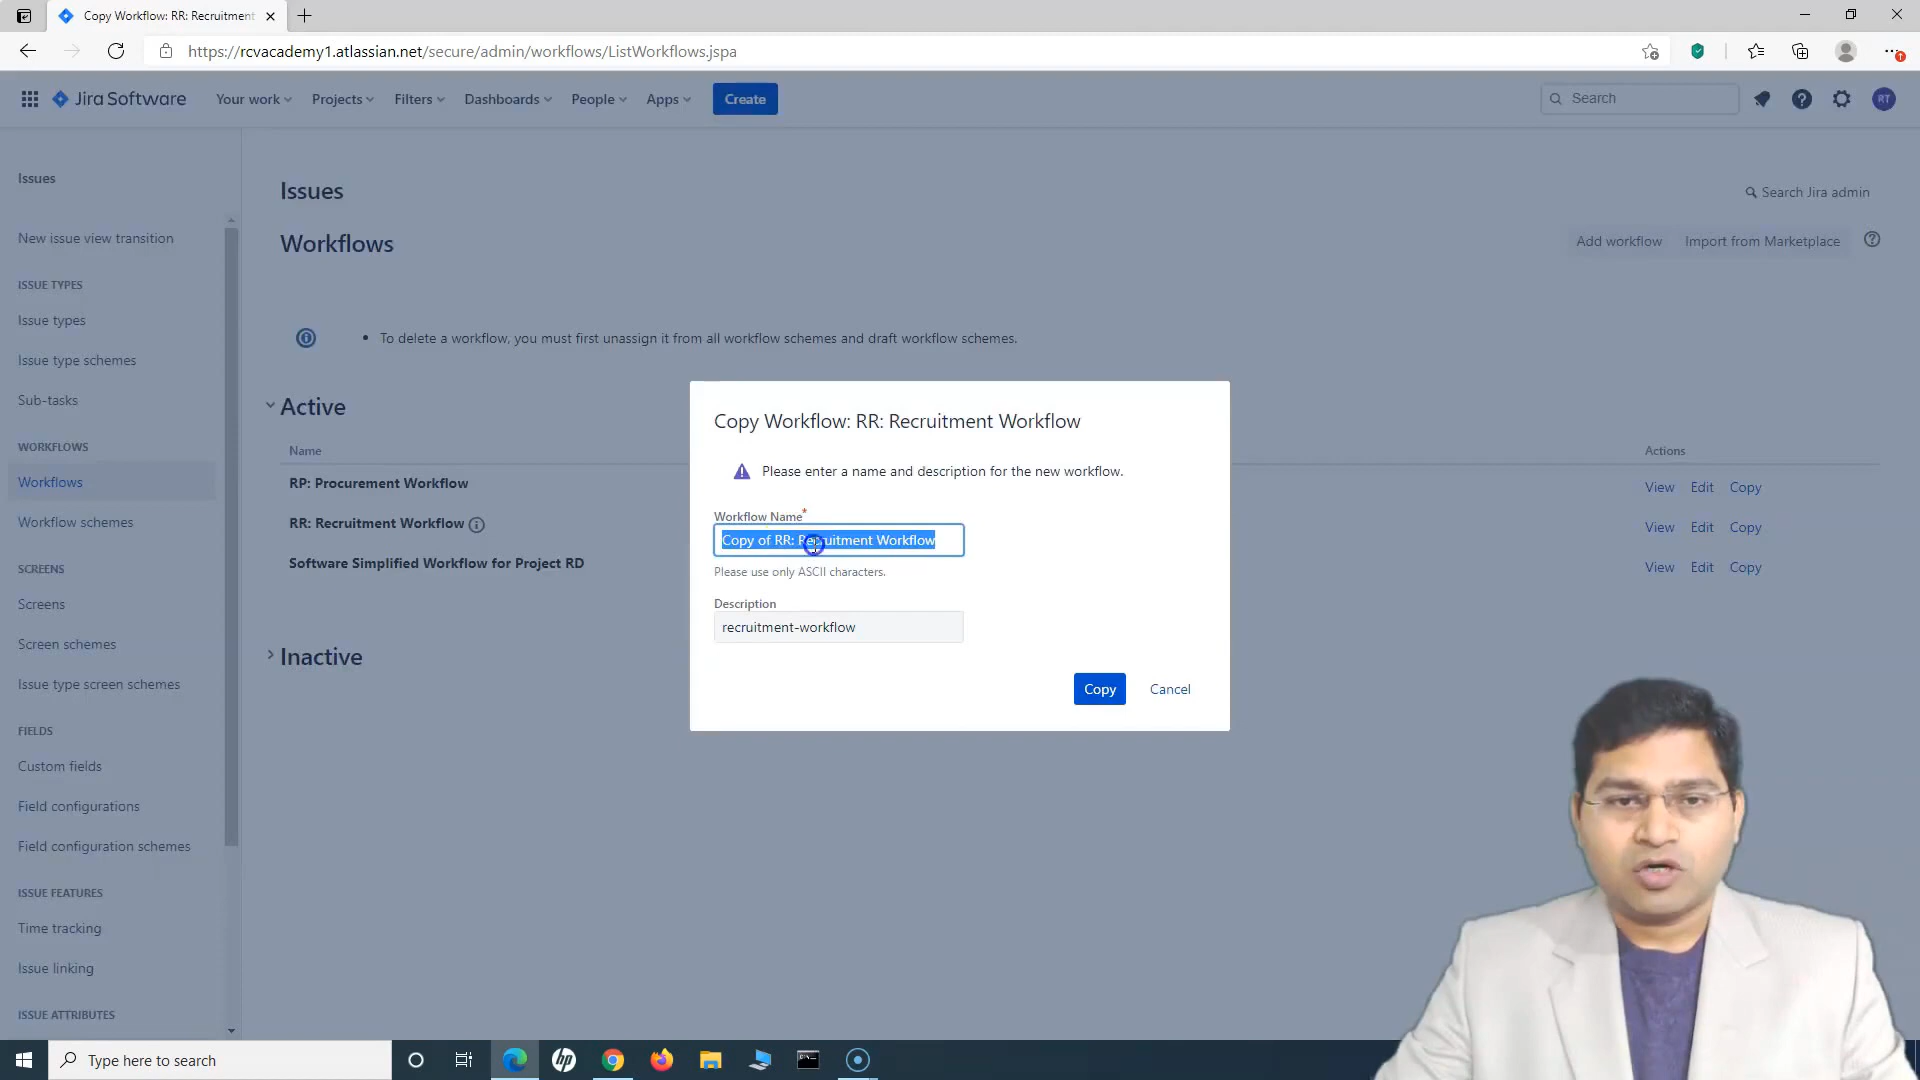 Copy Workflow: RR: Recruitment
https://rcvacademy1.atlassian.net/secure/admin/workflows/ListWorkflows.jspa
Jira Software
Your work
Projects
Filters
Dashboards
People
Apps
Create
Search
RT
Issues
New issue view transition
ISSUE TYPES
Issue types
Issue type schemes
Sub-tasks
WORKFLOWS
Workflows
Workflow schemes
SCREENS
Screens
Screen schemes
Issue type screen schemes
FIELDS
Custom fields
Field configurations
Field configuration schemes
ISSUE FEATURES
Time tracking
Issue linking
ISSUE ATTRIBUTES
Issues
Search Jira admin
Workflows
Add workflow
Import from Marketplace
To delete a workflow, you must first unassign it from all workflow schemes and draft workflow schemes.
Active
Name
Actions
RP: Procurement Workflow
View Edit Copy
RR: Recruitment Workflow
View Edit Copy
Software Simplified Workflow for Project RD
View Edit Copy
Inactive
Copy Workflow: RR: Recruitment Workflow
Please enter a name and description for the new workflow.
Workflow Name*
Copy of RR: Recruitment Workflow
Please use only ASCII characters.
Description
recruitment-workflow
Copy
Cancel
Type here to search
hp